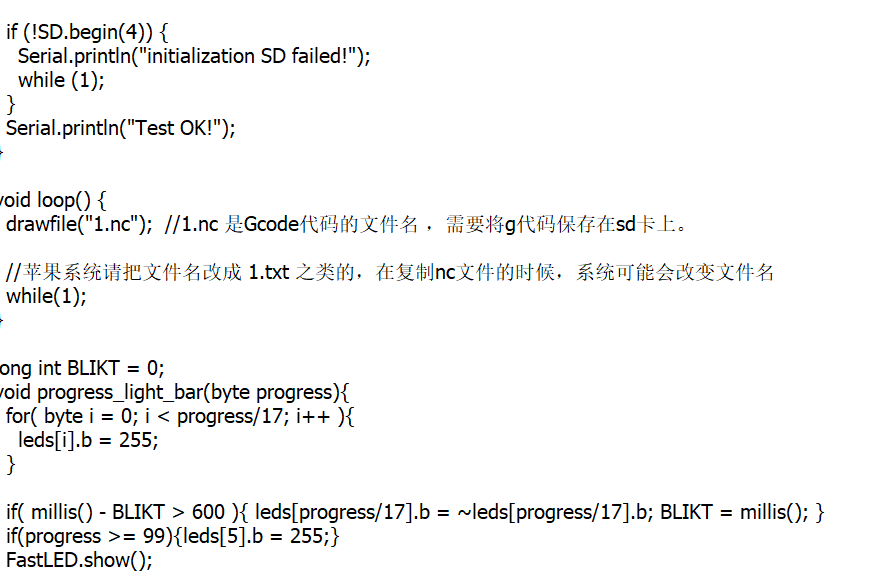 if (!SD.begin(4)) {
Serial.println("initialization SD failed!");
while (1);
}
Serial.println("Test OK!");
}
void loop() {
drawfile("1.nc"); //1.nc 是Gcode代码的文件名 ，需要将g代码保存在sd卡上。
//苹果系统请把文件名改成 1.txt 之类的，在复制nc文件的时候，系统可能会改变文件名
while(1);
}
ong int BLIKT = 0;
void progress_light_bar(byte progress){
for( byte i = 0; i < progress/17; i++ ){
leds[i].b = 255;
}
if( millis() - BLIKT > 600 ){ leds[progress/17].b = ~leds[progress/17].b; BLIKT = millis(); }
if(progress >= 99){leds[5].b = 255;}
FastLED.show();